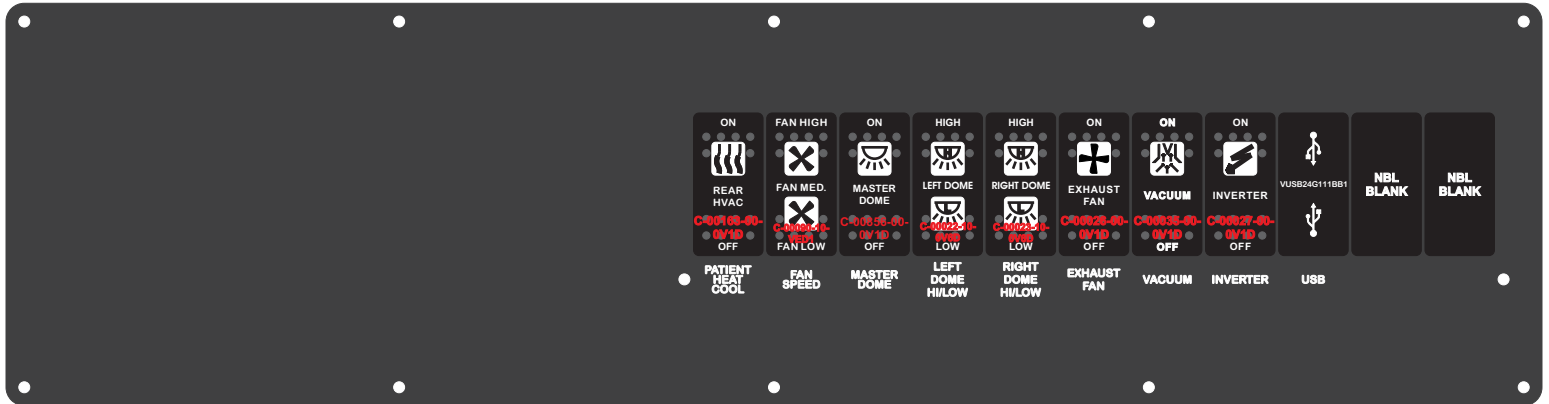 ON
REAR
HVAC
OFF
PATIENT
HEAT
COOL
FAN HIGH
FAN MED.
FAN LOW
FAN
SPEED
ON
MASTER
DOME
OFF
MASTER
DOME
HIGH
LEFT DOME
LOW
LEFT
DOME
HI/LOW
HIGH
RIGHT DOME
LOW
RIGHT
DOME
HI/LOW
ON
EXHAUST
FAN
OFF
EXHAUST
FAN
ON
VACUUM
OFF
VACUUM
ON
INVERTER
OFF
INVERTER
VUSB24G111BB1
USB
NBL
BLANK
NBL
BLANK